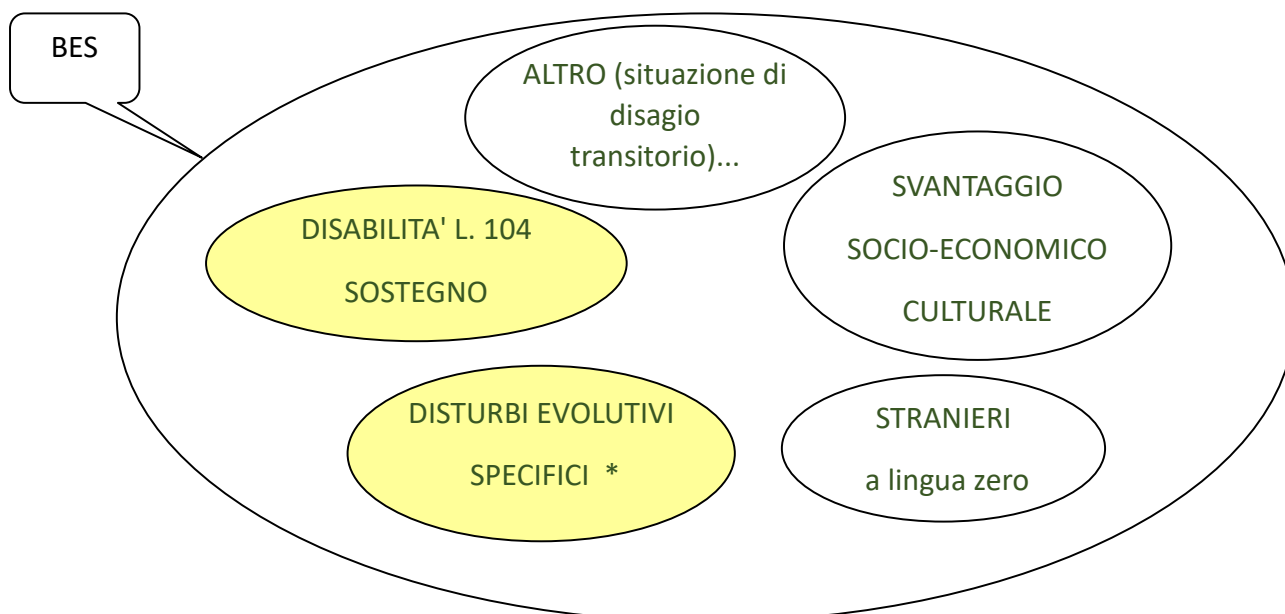 BES
ALTRO (situazione di
disagio
transitorio)...
SVANTAGGIO
SOCIO-ECONOMICO
CULTURALE
DISABILITA' L. 104
SOSTEGNO
DISTURBI EVOLUTIVI
SPECIFICI *
STRANIERI
a lingua zero